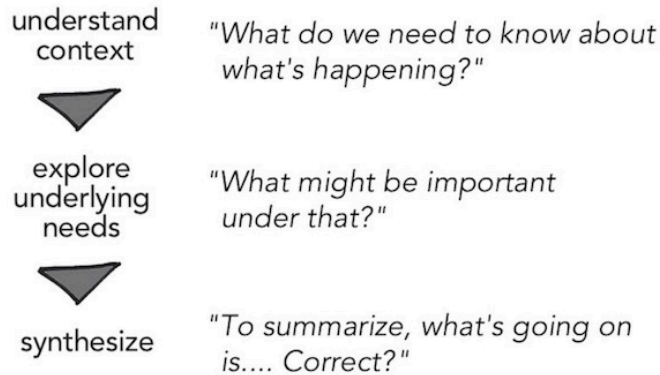 understand
context
"What do we need to know about
what's happening?"
explore
underlying
needs
"What might be important
under that?"
synthesize
"To summarize, what's going on
is.... Correct?"